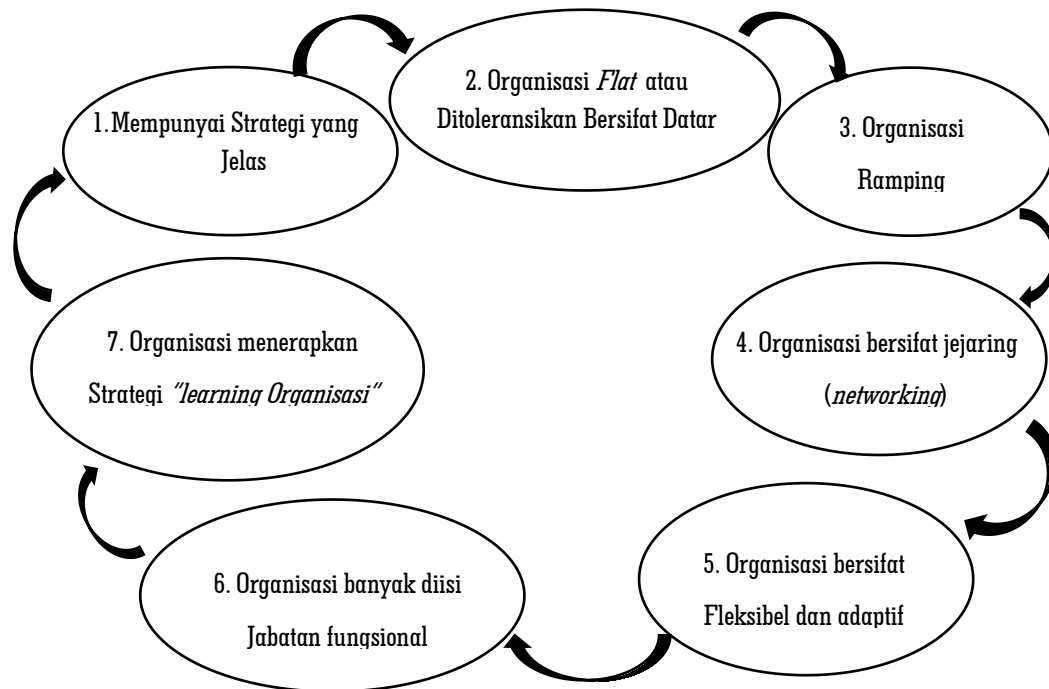 1.Mempunyai Strategi yang
Jelas
2. Organisasi Flat atau
Ditoleransikan Bersifat Datar
3. Organisasi
Ramping
4. Organisasi bersifat jejaring
(networking)
5. Organisasi bersifat
Fleksibel dan adaptif
6. Organisasi banyak diisi
Jabatan fungsional
7. Organisasi menerapkan
Strategi "learning Organisasi"